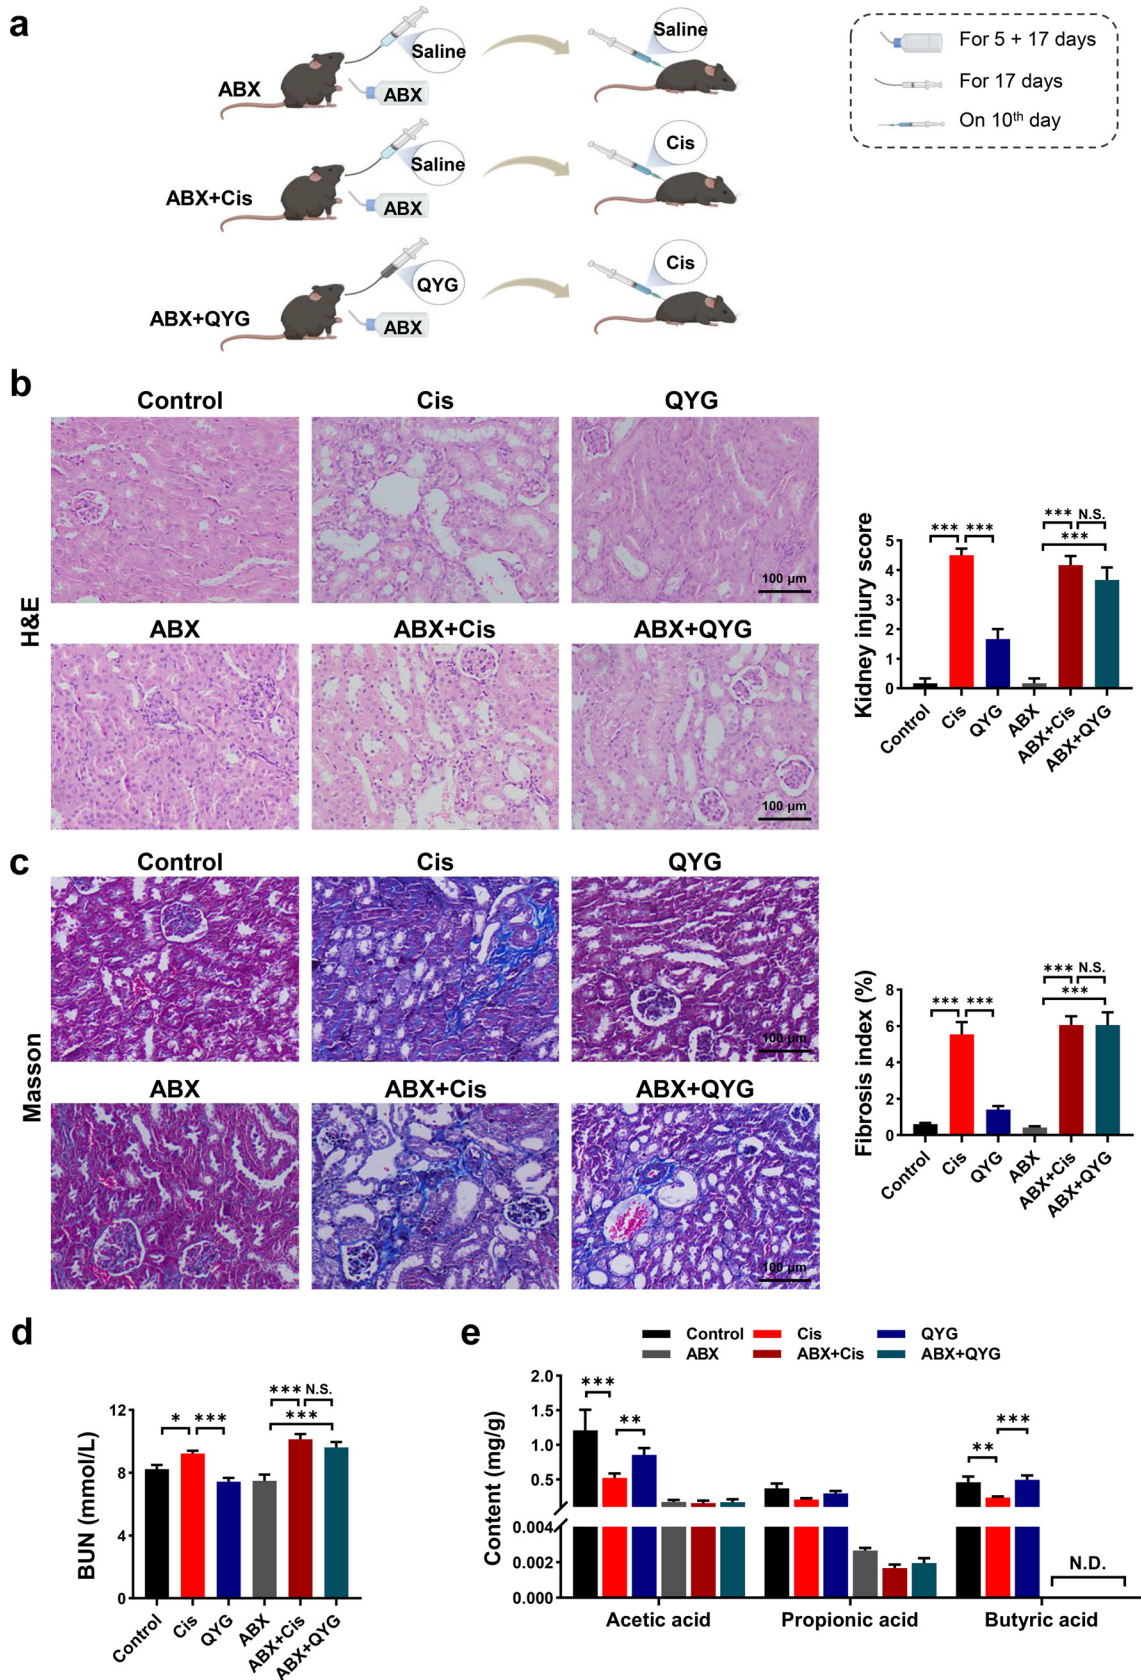 a
Saline
Saline
ABX
ABX
For 5 + 17 days
For 17 days
On 10th day
Saline
Cis
ABX+Cis
ABX
QYG
Cis
ABX+QYG
ABX
b
Control
Cis
QYG
100 μm
H&E
ABX
ABX+Cis
ABX+QYG
100 μm
Kidney injury score
5
4
3
2
1
0
*** ***
*** N.S.
***
Control
Cis
QYG
ABX
ABX+Cis
ABX+QYG
c
Control
Cis
QYG
100 μm
Masson
ABX
ABX+Cis
ABX+QYG
100 μm
Fibrosis index (%)
8
6
4
2
0
*** ***
*** N.S.
***
Control
Cis
QYG
ABX
ABX+Cis
ABX+QYG
d
BUN (mmol/L)
12
8
4
0
* ***
*** N.S.
***
Control
Cis
QYG
ABX
ABX+Cis
ABX+QYG
e
Control
Cis
QYG
ABX
ABX+Cis
ABX+QYG
Content (mg/g)
2.0
1.5
1.0
0.5
0.004
0.002
0.000
***
**
**
***
N.D.
Acetic acid
Propionic acid
Butyric acid